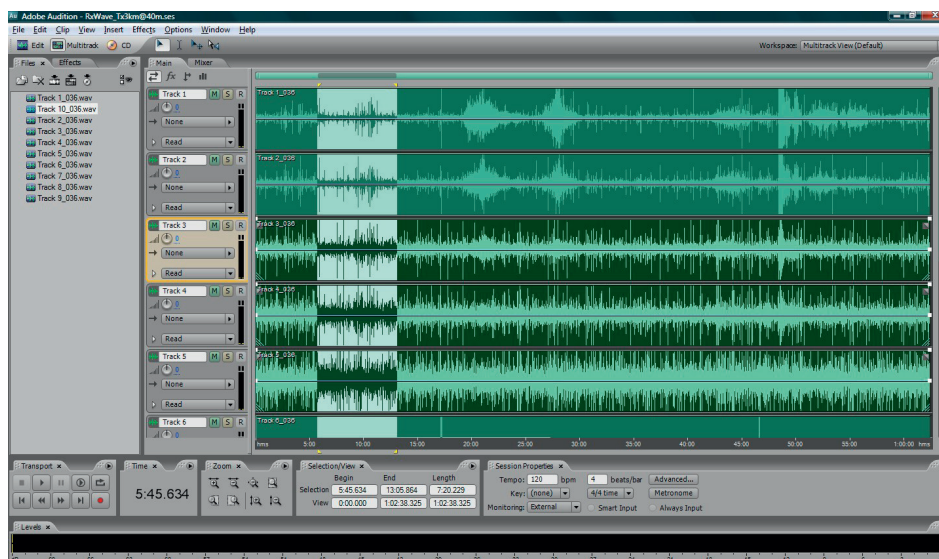 Au Adobe Audition - RxWave_Tx3km@40m.ses
File Edit Clip View Insert Effects Options Window Help
Edit Multitrack CD
Workspace: Multitrack View (Default)
Files x Effects
Main Mixer
fx
Track 1_036.wav
Track 10_036.wav
Track 2_036.wav
Track 3_036.wav
Track 4_036.wav
Track 5_036.wav
Track 6_036.wav
Track 7_036.wav
Track 8_036.wav
Track 9_036.wav
Track 1 M S R
0
None
Read
Track 1_036
Track 2 M S R
0
None
Read
Track 2_036
Track 3 M S R
0
None
Read
Track 3_036
Track 4 M S R
0
None
Read
Track 4_036
Track 5 M S R
0
None
Read
Track 5_036
Track 6 M S R
0
Track 6_036
hms 5:00 10:00 15:00 20:00 25:00 30:00 35:00 40:00 45:00 50:00 55:00 1:00:00 hms
Transport x
Time x
5:45.634
Zoom x
Selection/View x
Begin End Length
Selection 5:45.634 13:05.864 7:20.229
View 0:00.000 1:02:38.325 1:02:38.325
Session Properties x
Tempo: 120 bpm 4 beats/bar Advanced...
Key: (none) 4/4 time Metronome
Monitoring: External Smart Input Always Input
Levels x